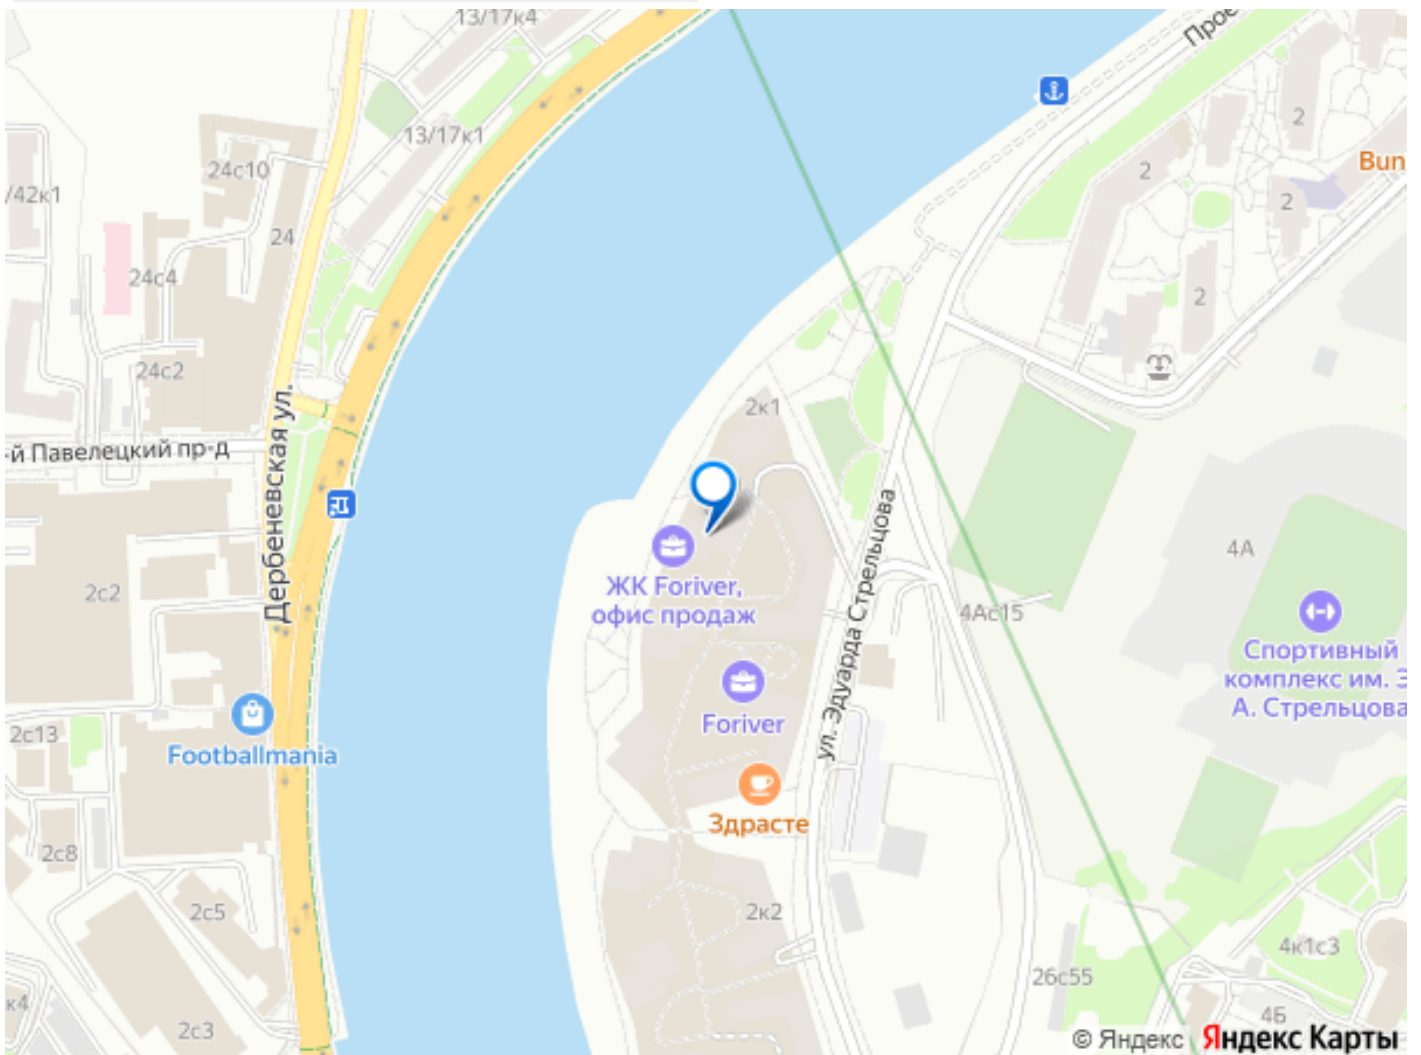 13/17к4
Прое
2
13/17к1
2
Bun
24с10
/42к1
2
24
24с4
2
24с2
Дербеневская ул.
2к1
-й Павелецкий пр-д
ул. Эдуарда Стрельцова
4А
ЖК Foriver,
офис продаж
2с2
4Ас15
Спортивный
комплекс им. Э
А. Стрельцова
Foriver
2с13
Footballmania
Здрасте
2с8
2с5
2к2
4к1с3
26с55
к4
2с3
4Б
© Яндекс Яндекс Карты